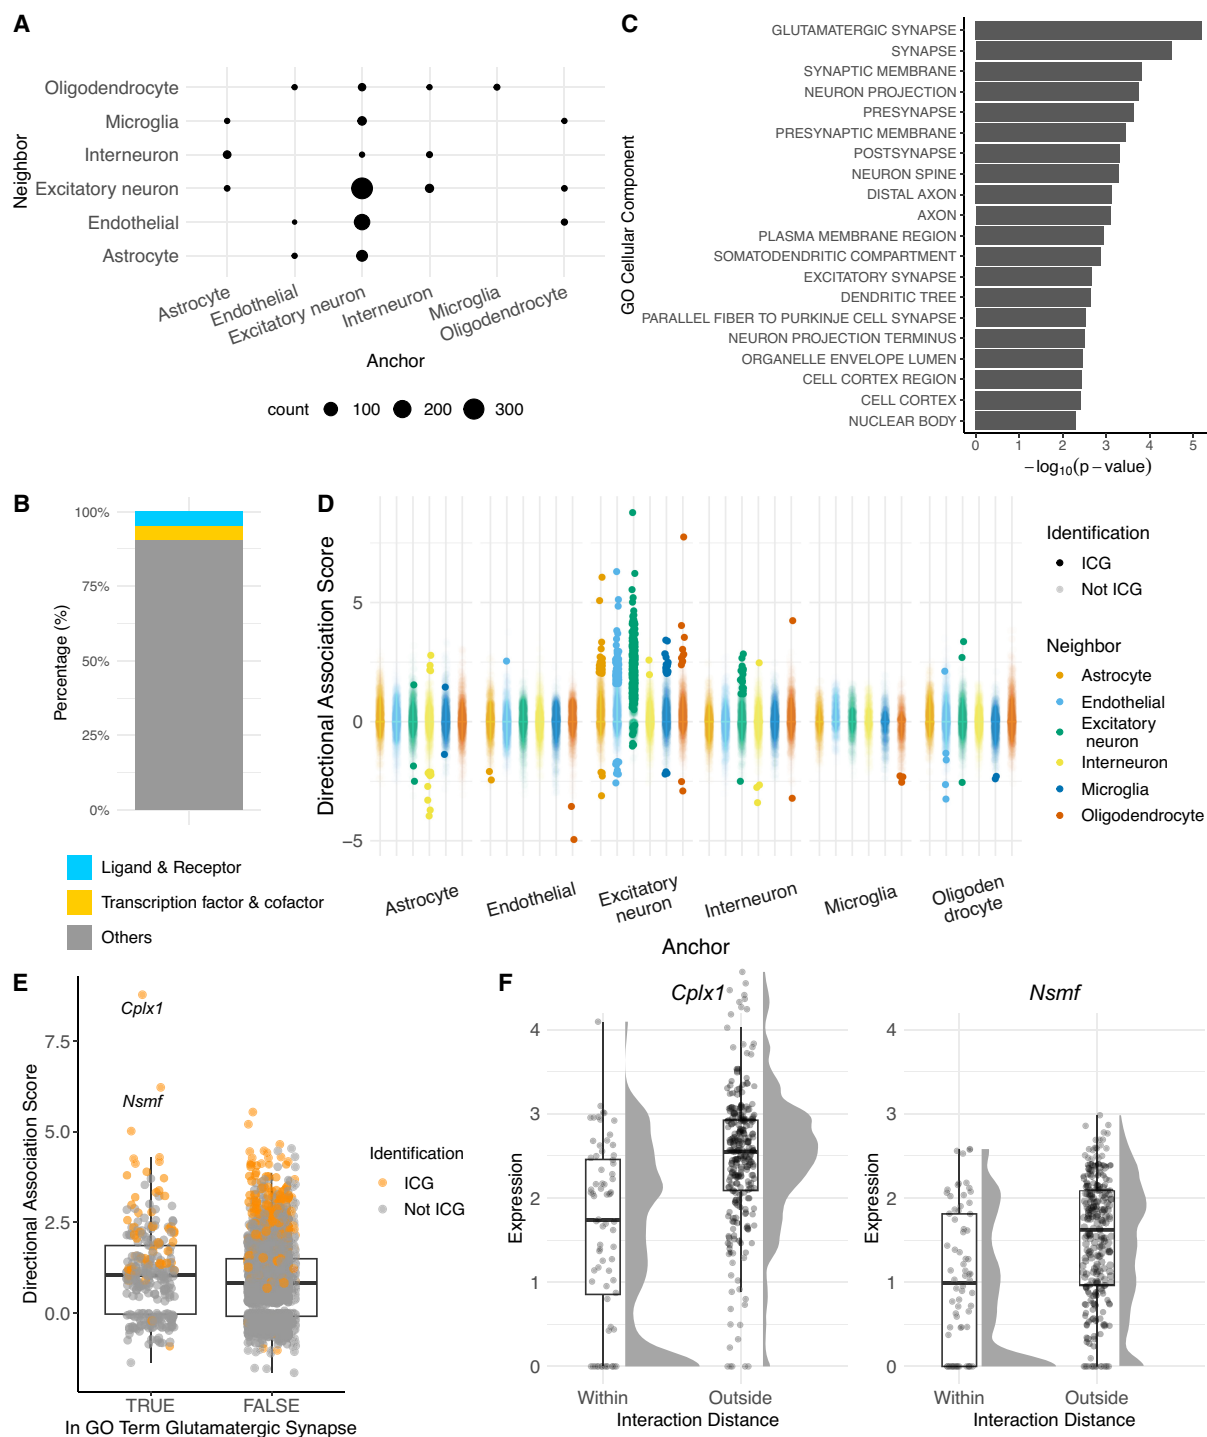 A
Neighbor
Oligodendrocyte
Microglia
Interneuron
Excitatory neuron
Endothelial
Astrocyte
Astrocyte
Endothelial
Excitatory neuron
Interneuron
Microglia
Oligodendrocyte
Anchor
count 100 200 300
C
GO Cellular Component
GLUTAMATERGIC SYNAPSE
SYNAPSE
SYNAPTIC MEMBRANE
NEURON PROJECTION
PRESYNAPSE
PRESYNAPTIC MEMBRANE
POSTSYNAPSE
NEURON SPINE
DISTAL AXON
AXON
PLASMA MEMBRANE REGION
SOMATODENDRITIC COMPARTMENT
EXCITATORY SYNAPSE
DENDRITIC TREE
PARALLEL FIBER TO PURKINJE CELL SYNAPSE
NEURON PROJECTION TERMINUS
ORGANELLE ENVELOPE LUMEN
CELL CORTEX REGION
CELL CORTEX
NUCLEAR BODY
0 1 2 3 4 5
−log10(p−value)
B
Percentage (%)
100%
75%
50%
25%
0%
Ligand & Receptor
Transcription factor & cofactor
Others
D
Directional Association Score
5
0
−5
Astrocyte
Endothelial
Excitatory
neuron
Interneuron
Microglia
Oligoden
drocyte
Anchor
Identification
ICG
Not ICG
Neighbor
Astrocyte
Endothelial
Excitatory
neuron
Interneuron
Microglia
Oligodendrocyte
E
Directional Association Score
7.5
5.0
2.5
0.0
Cplx1
Nsmf
TRUE FALSE
In GO Term Glutamatergic Synapse
Identification
ICG
Not ICG
F
Cplx1
Expression
4
3
2
1
0
Within Outside
Interaction Distance
Nsmf
Expression
4
3
2
1
0
Within Outside
Interaction Distance